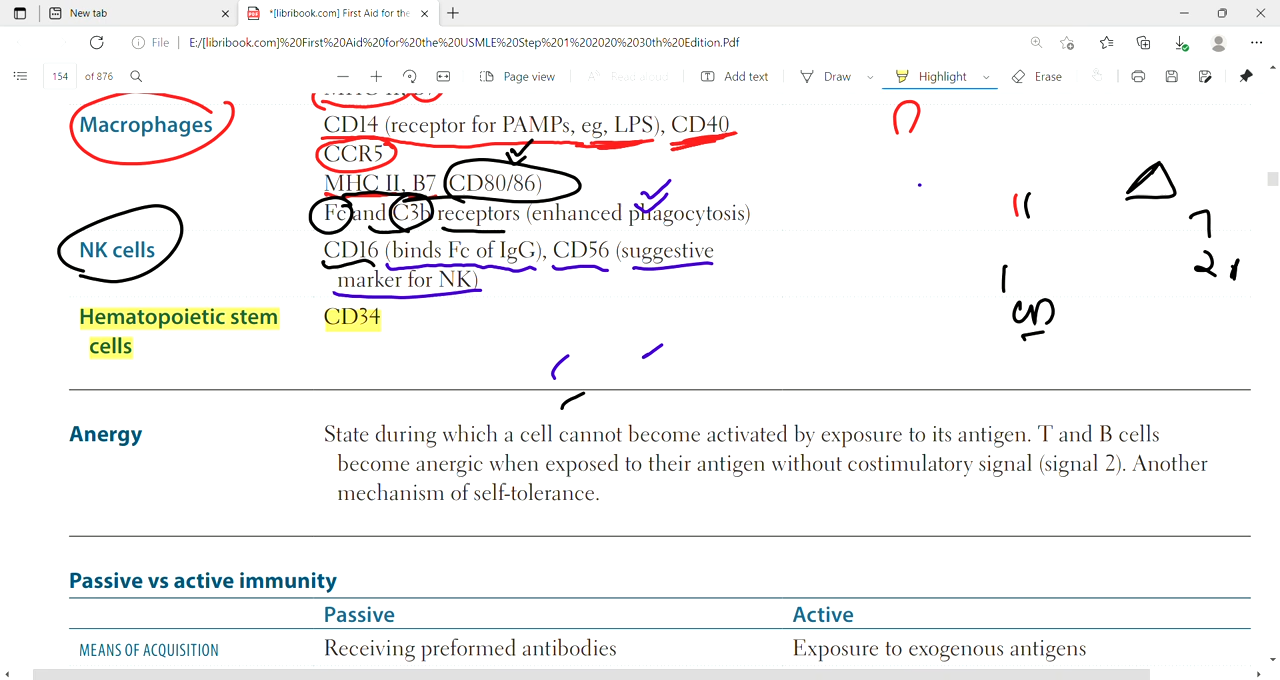 New tab
*[libribook.com] First Aid for the
File
E:/[libribook.com]%20First%20Aid%20for%20the%20USMLE%20Step%201%202020%2030th%20Edition.Pdf
154 of 876
Page view
Read aloud
Add text
Draw
Highlight
Erase
MHC II, B7
Macrophages CD14 (receptor for PAMPs, eg, LPS), CD40
CCR5
MHC II, B7 CD80/86)
Fc and C3b receptors (enhanced phagocytosis)
NK cells CD16 (binds Fc of IgG), CD56 (suggestive
marker for NK)
Hematopoietic stem CD34
cells
Anergy State during which a cell cannot become activated by exposure to its antigen. T and B cells
become anergic when exposed to their antigen without costimulatory signal (signal 2). Another
mechanism of self-tolerance.
Passive vs active immunity
Passive Active
MEANS OF ACQUISITION Receiving preformed antibodies Exposure to exogenous antigens